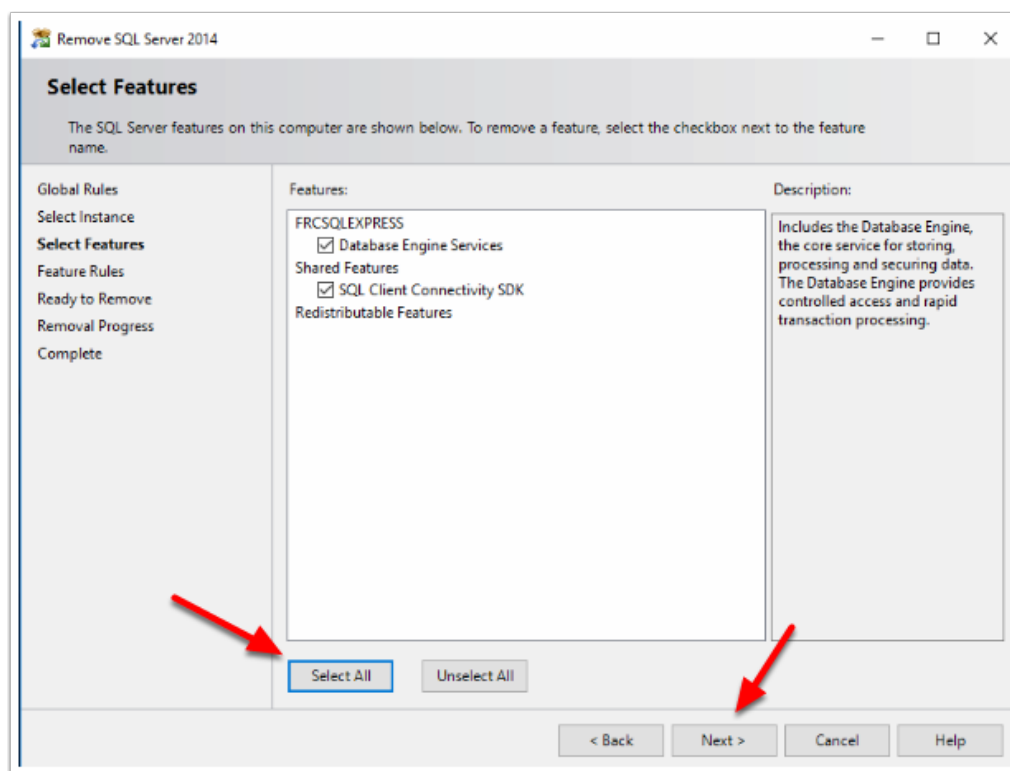 Remove SQL Server 2014
Select Features
The SQL Server features on this computer are shown below. To remove a feature, select the checkbox next to the feature
name.
Global Rules
Select Instance
Select Features
Feature Rules
Ready to Remove
Removal Progress
Complete
Features:
FRCSQLEXPRESS
Database Engine Services
Shared Features
SQL Client Connectivity SDK
Redistributable Features
Description:
Includes the Database Engine,
the core service for storing,
processing and securing data.
The Database Engine provides
controlled access and rapid
transaction processing.
Select All
Unselect All
< Back
Next >
Cancel
Help